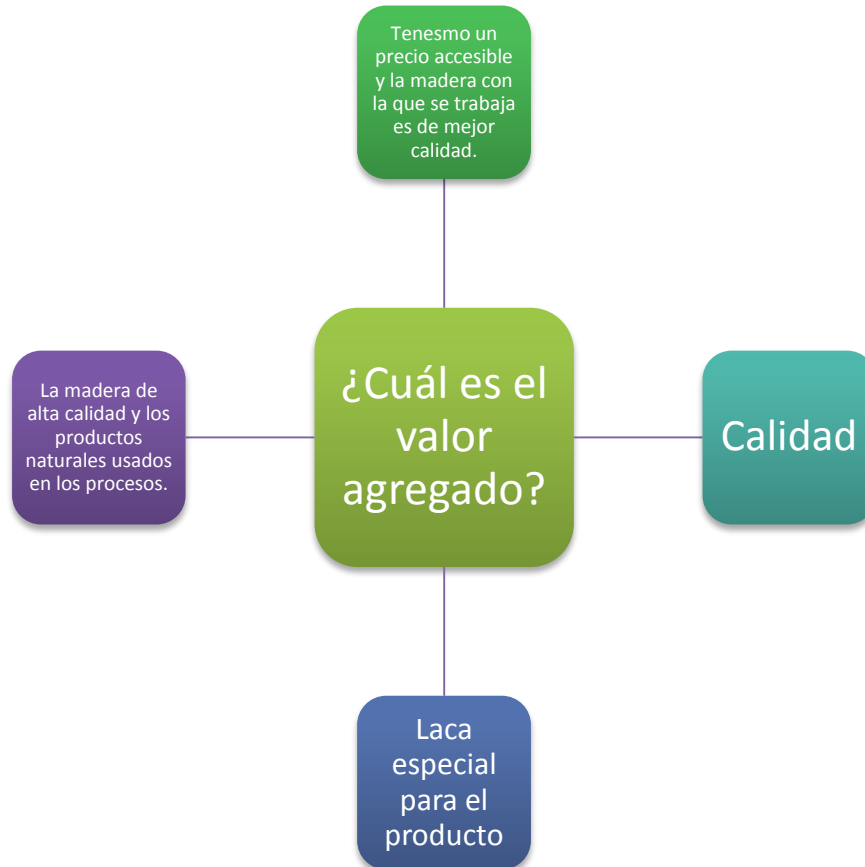 Tenesmo un
precio accesible
y la madera con
la que se trabaja
es de mejor
calidad.
La madera de
alta calidad y los
productos
naturales usados
en los procesos.
¿Cuál es el
valor
agregado?
Calidad
Laca
especial
para el
producto